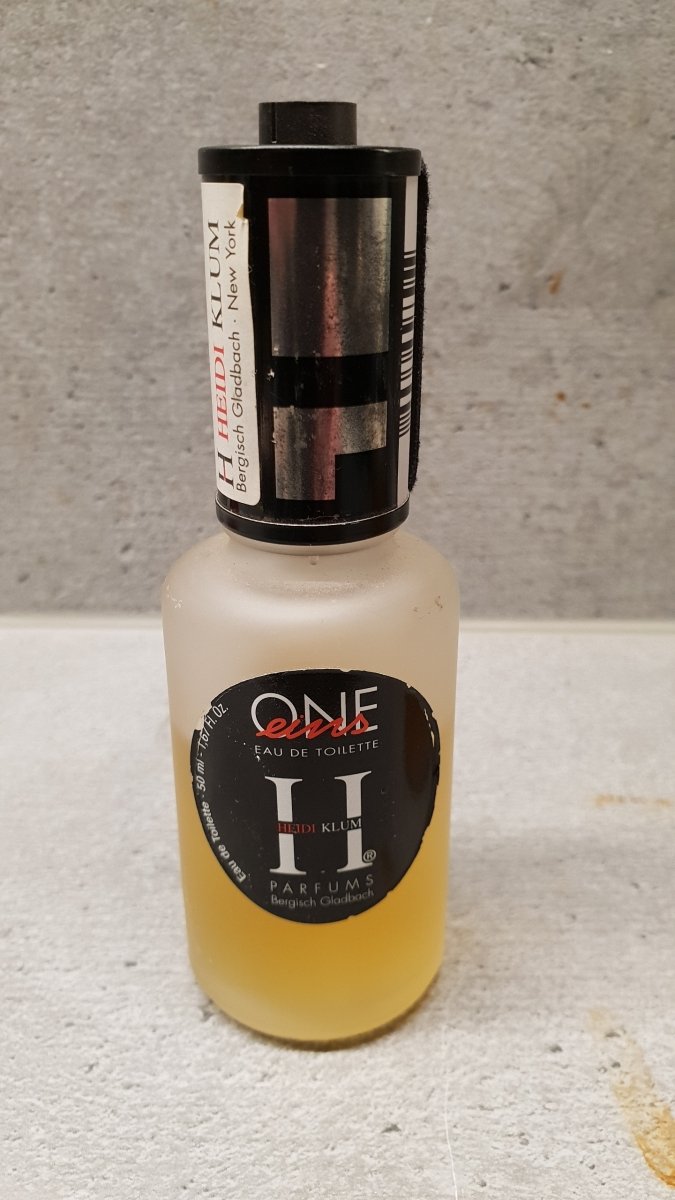 H HEIDI KLUM
Bergisch Gladbach · New York
ONE
eins
EAU DE TOILETTE
Eau de Toilette · 50 ml - 1.67 fl. Oz.
H
HEIDI KLUM
®
PARFUMS
Bergisch Gladbach